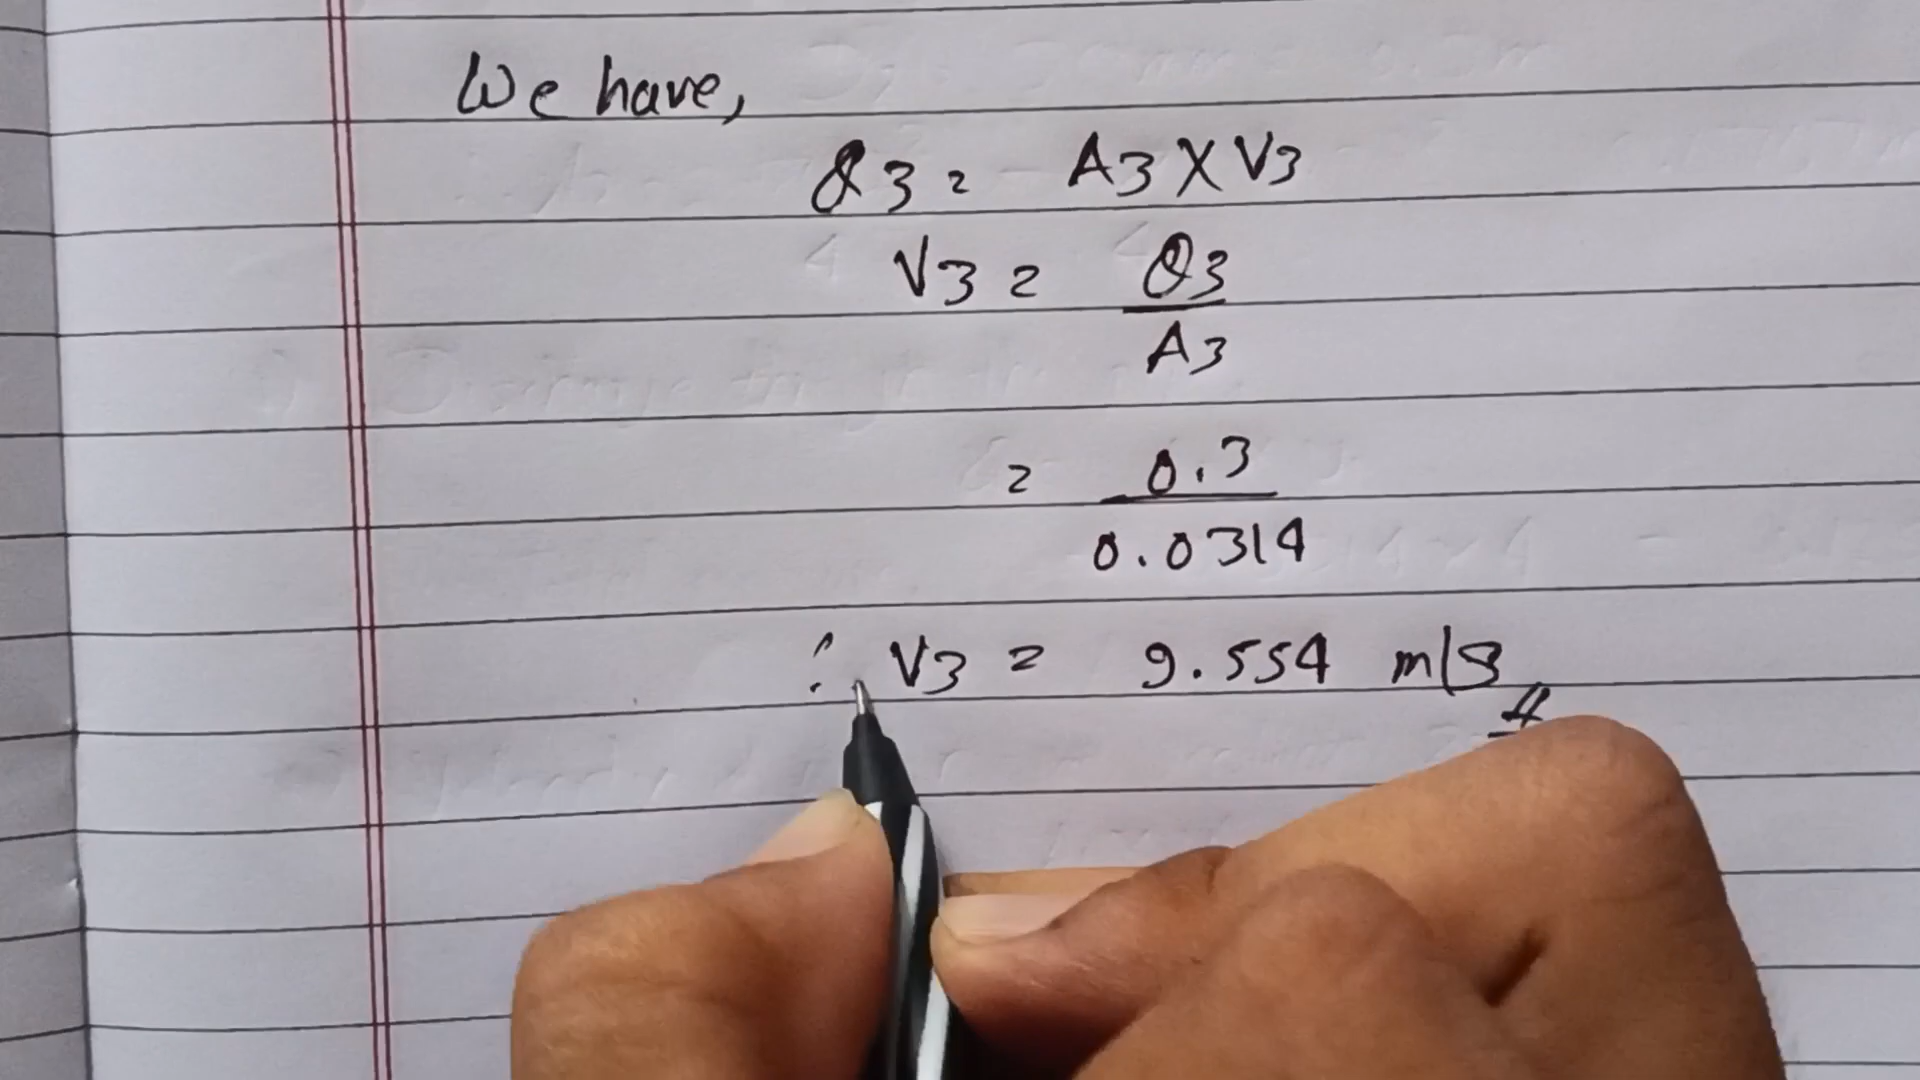 We have,
Q3 = A3 X V3
V3 = Q3
A3
= 0.3
0.0314
∴ V3 = 9.554 m/s